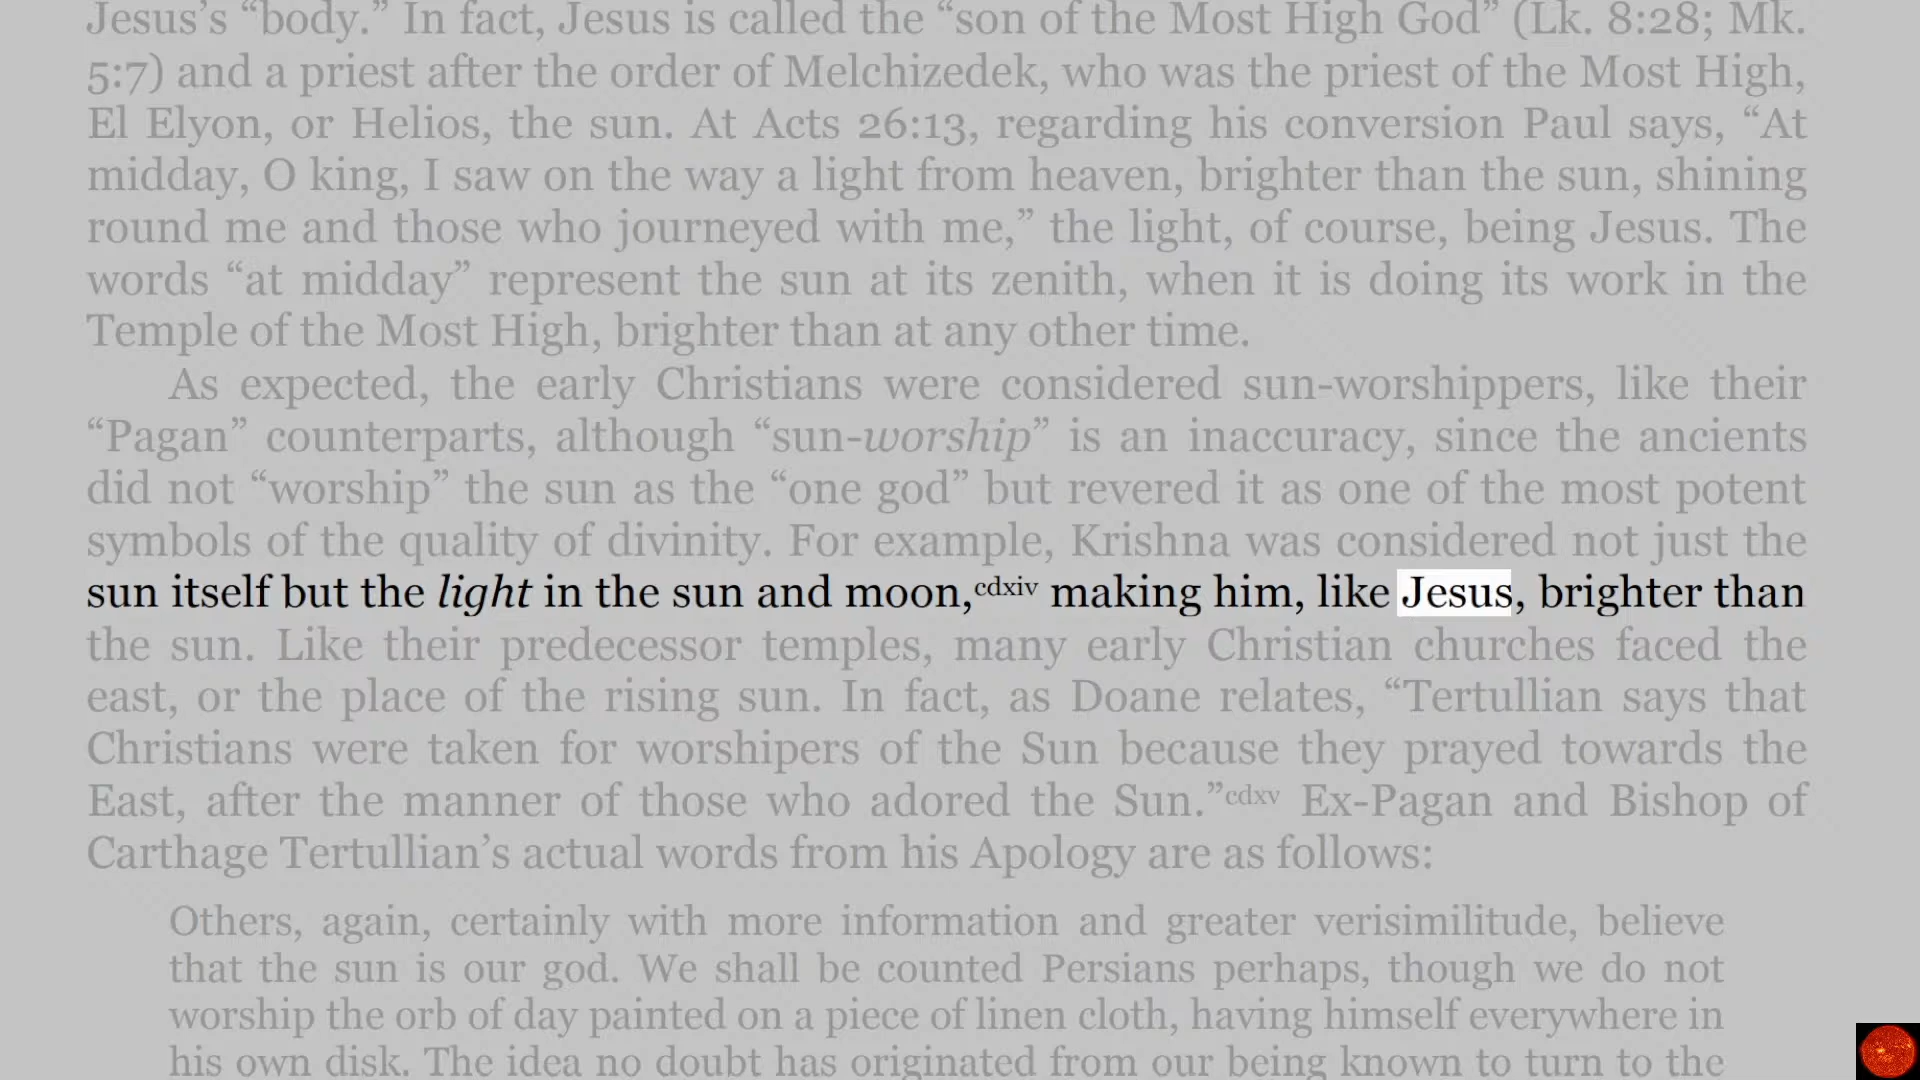 Jesus’s “body.” In fact, Jesus is called the “son of the Most High God” (Lk. 8:28; Mk.
5:7) and a priest after the order of Melchizedek, who was the priest of the Most High,
El Elyon, or Helios, the sun. At Acts 26:13, regarding his conversion Paul says, “At
midday, O king, I saw on the way a light from heaven, brighter than the sun, shining
round me and those who journeyed with me,” the light, of course, being Jesus. The
words “at midday” represent the sun at its zenith, when it is doing its work in the
Temple of the Most High, brighter than at any other time.
As expected, the early Christians were considered sun-worshippers, like their
“Pagan” counterparts, although “sun-worship” is an inaccuracy, since the ancients
did not “worship” the sun as the “one god” but revered it as one of the most potent
symbols of the quality of divinity. For example, Krishna was considered not just the
sun itself but the light in the sun and moon,cdxiv making him, like Jesus, brighter than
the sun. Like their predecessor temples, many early Christian churches faced the
east, or the place of the rising sun. In fact, as Doane relates, “Tertullian says that
Christians were taken for worshipers of the Sun because they prayed towards the
East, after the manner of those who adored the Sun.”cdxv Ex-Pagan and Bishop of
Carthage Tertullian’s actual words from his Apology are as follows:
Others, again, certainly with more information and greater verisimilitude, believe
that the sun is our god. We shall be counted Persians perhaps, though we do not
worship the orb of day painted on a piece of linen cloth, having himself everywhere in
his own disk. The idea no doubt has originated from our being known to turn to the